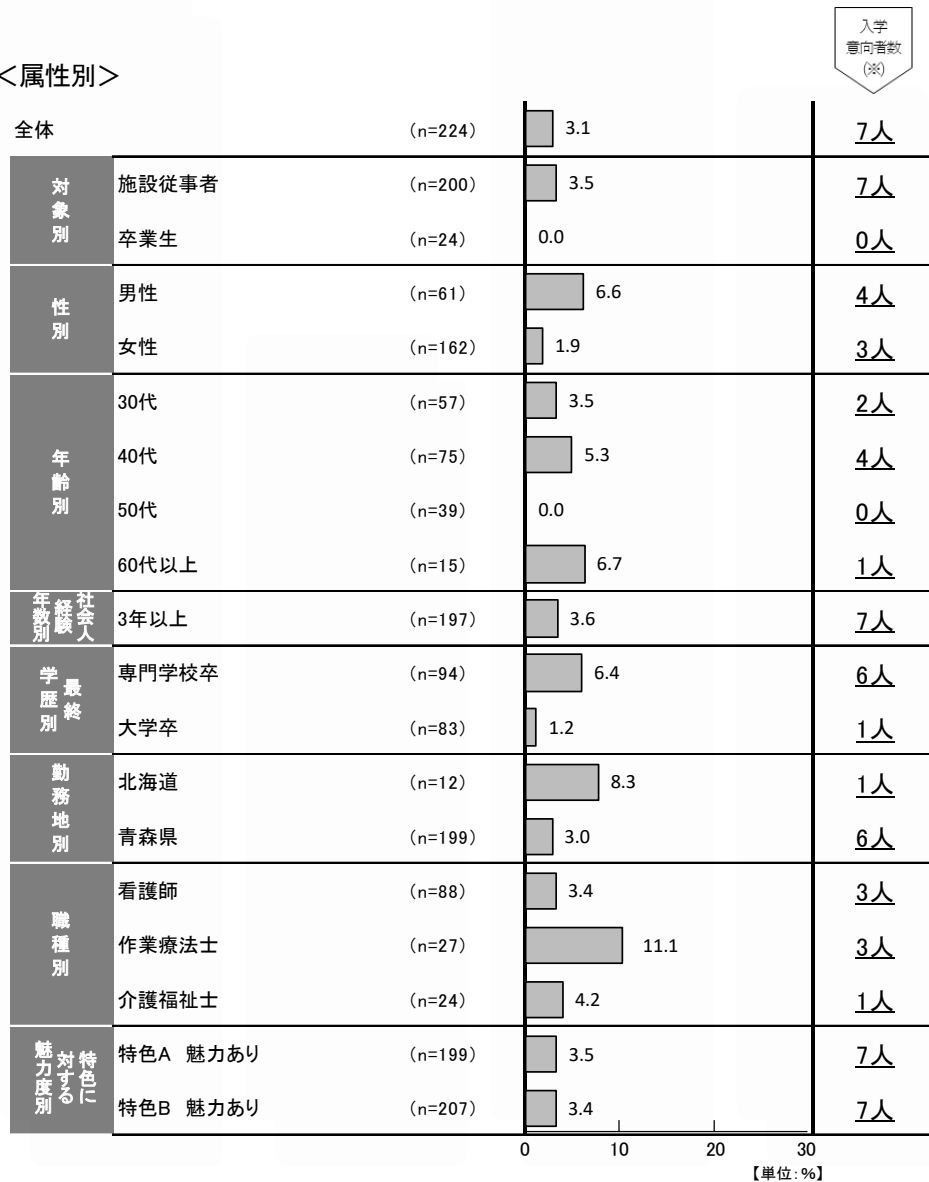 入学
意向者数
(※)
＜属性別＞
全体 (n=224) 3.1 7人
対象別
施設従事者 (n=200) 3.5 7人
卒業生 (n=24) 0.0 0人
性別
男性 (n=61) 6.6 4人
女性 (n=162) 1.9 3人
年齢別
30代 (n=57) 3.5 2人
40代 (n=75) 5.3 4人
50代 (n=39) 0.0 0人
60代以上 (n=15) 6.7 1人
社会人
経験
年数別
3年以上 (n=197) 3.6 7人
最終
学歴別
専門学校卒 (n=94) 6.4 6人
大学卒 (n=83) 1.2 1人
勤務地別
北海道 (n=12) 8.3 1人
青森県 (n=199) 3.0 6人
職種別
看護師 (n=88) 3.4 3人
作業療法士 (n=27) 11.1 3人
介護福祉士 (n=24) 4.2 1人
特色に
対する
魅力度別
特色A 魅力あり (n=199) 3.5 7人
特色B 魅力あり (n=207) 3.4 7人
0 10 20 30
【単位：%】